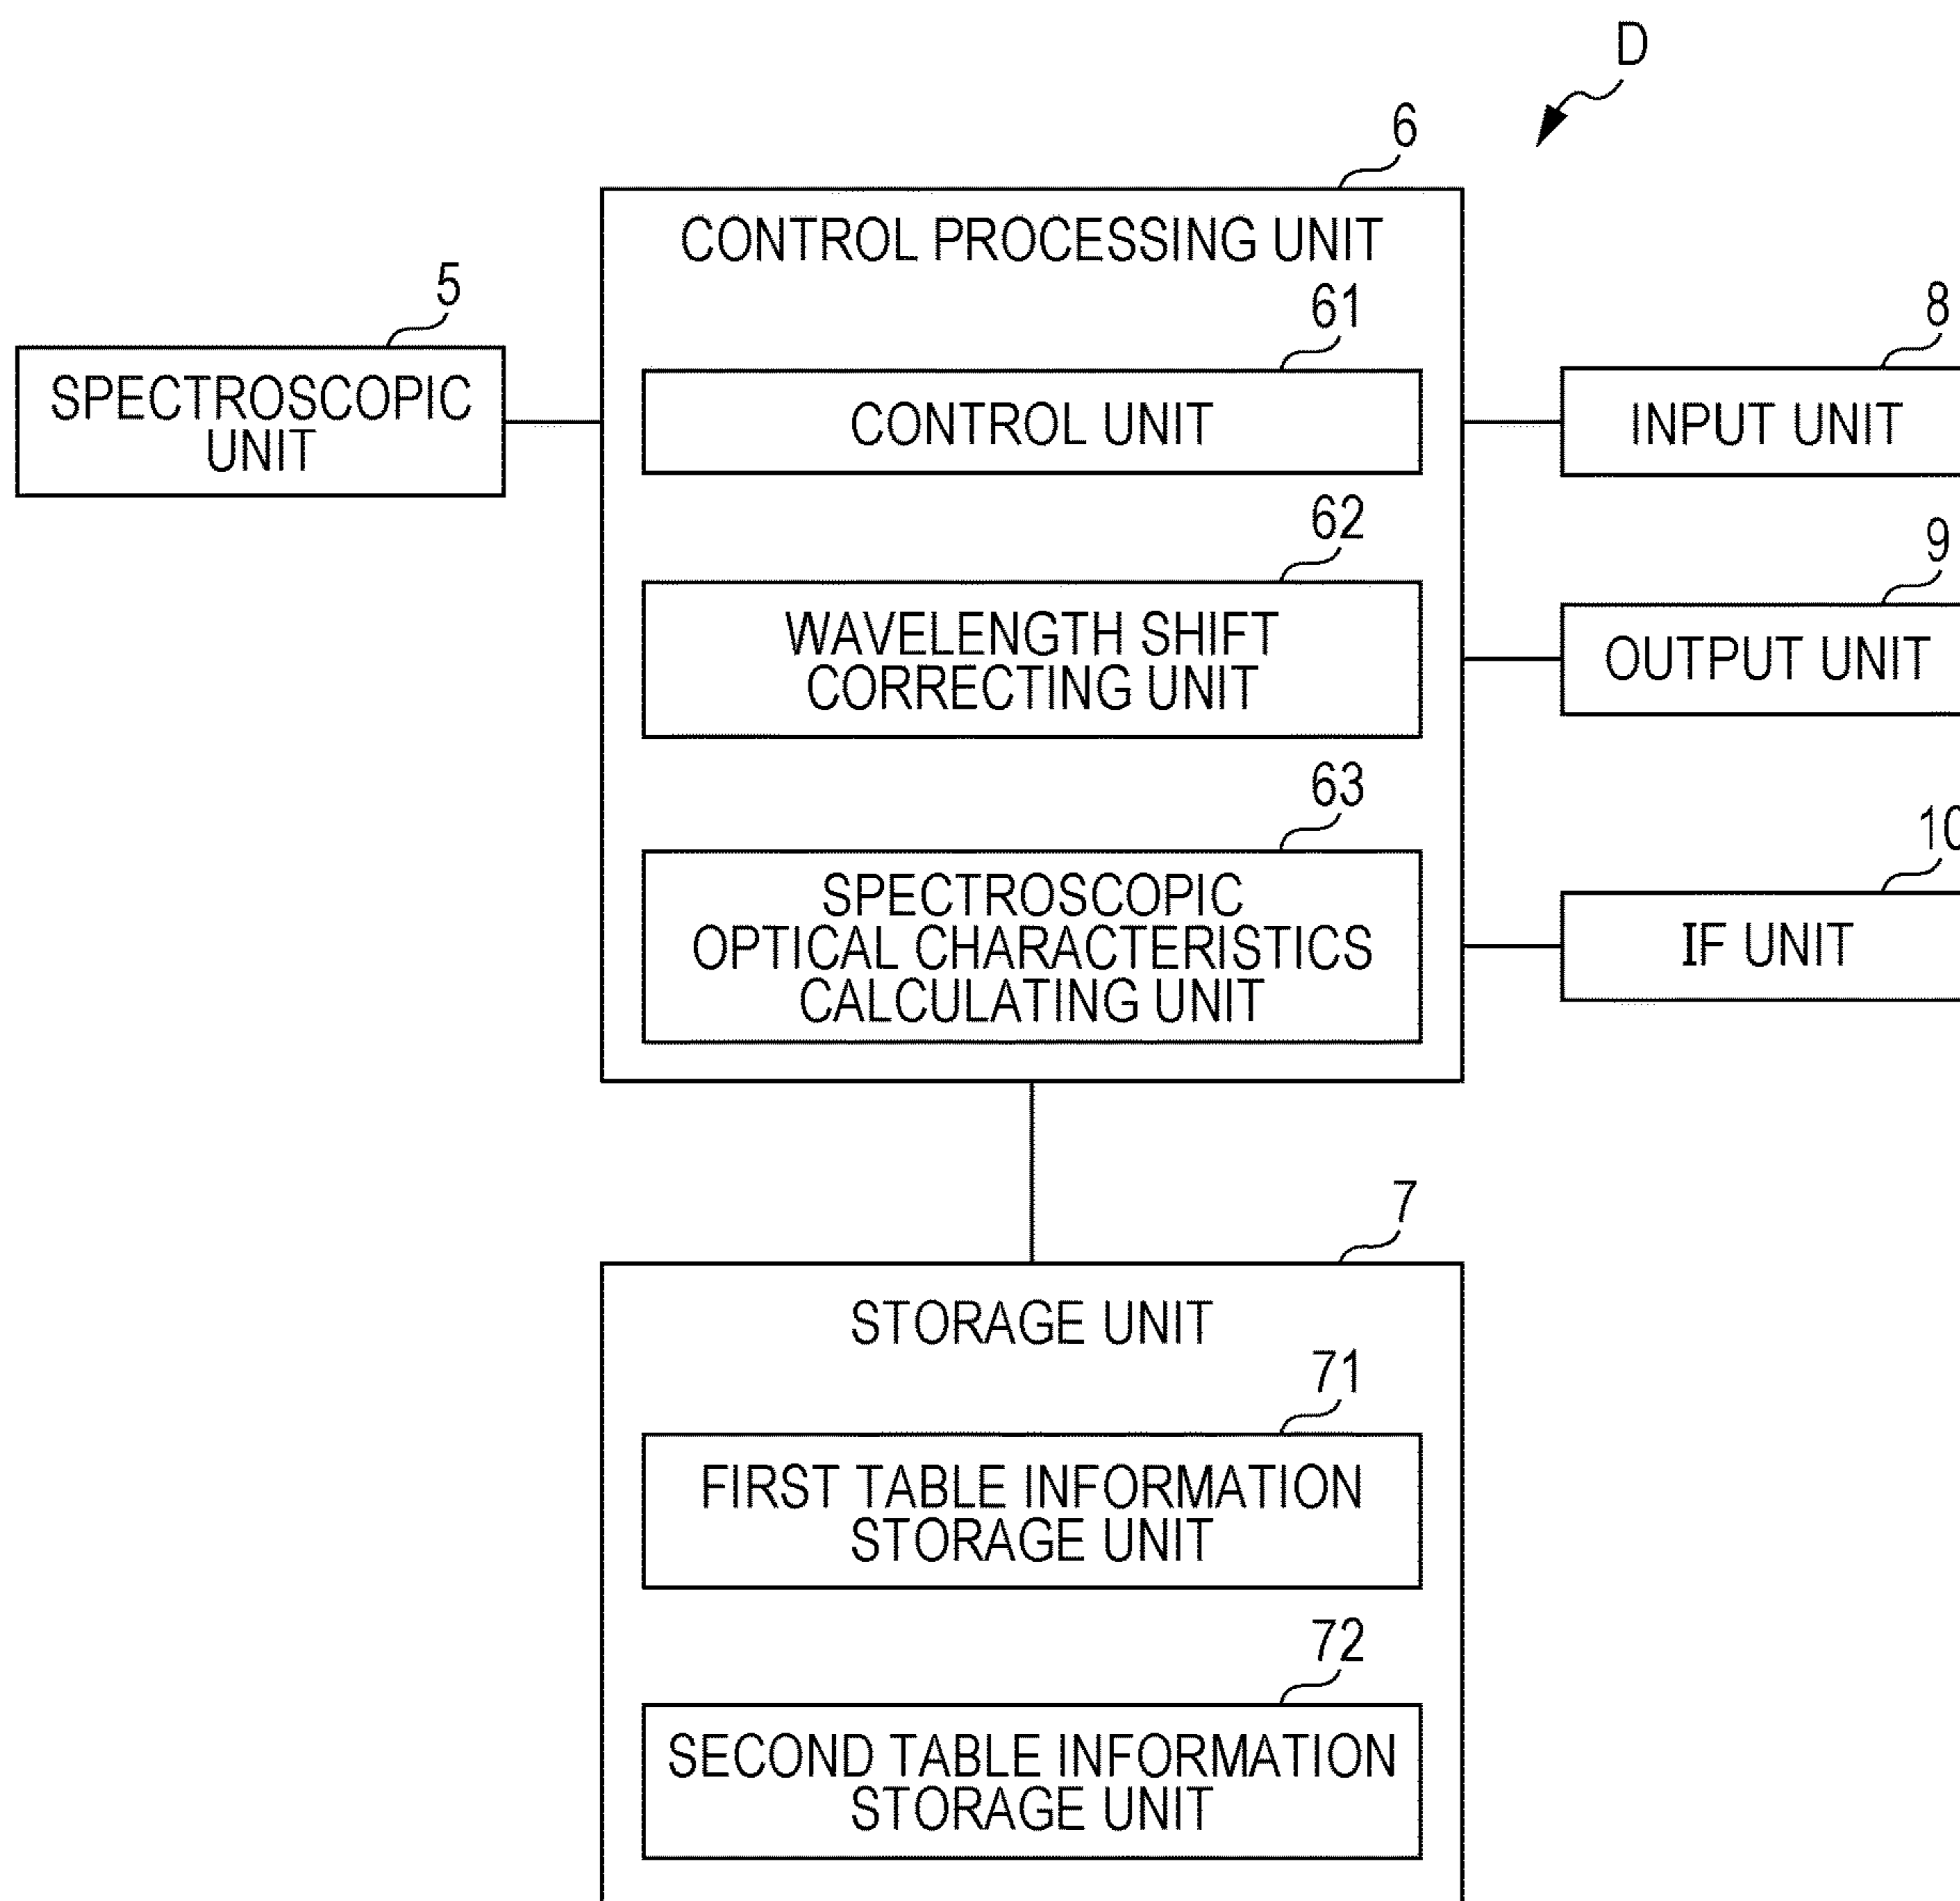 D
6
CONTROL PROCESSING UNIT
5
SPECTROSCOPIC
UNIT
61
CONTROL UNIT
8
INPUT UNIT
62
WAVELENGTH SHIFT
CORRECTING UNIT
9
OUTPUT UNIT
63
SPECTROSCOPIC
OPTICAL CHARACTERISTICS
CALCULATING UNIT
10
IF UNIT
7
STORAGE UNIT
71
FIRST TABLE INFORMATION
STORAGE UNIT
72
SECOND TABLE INFORMATION
STORAGE UNIT